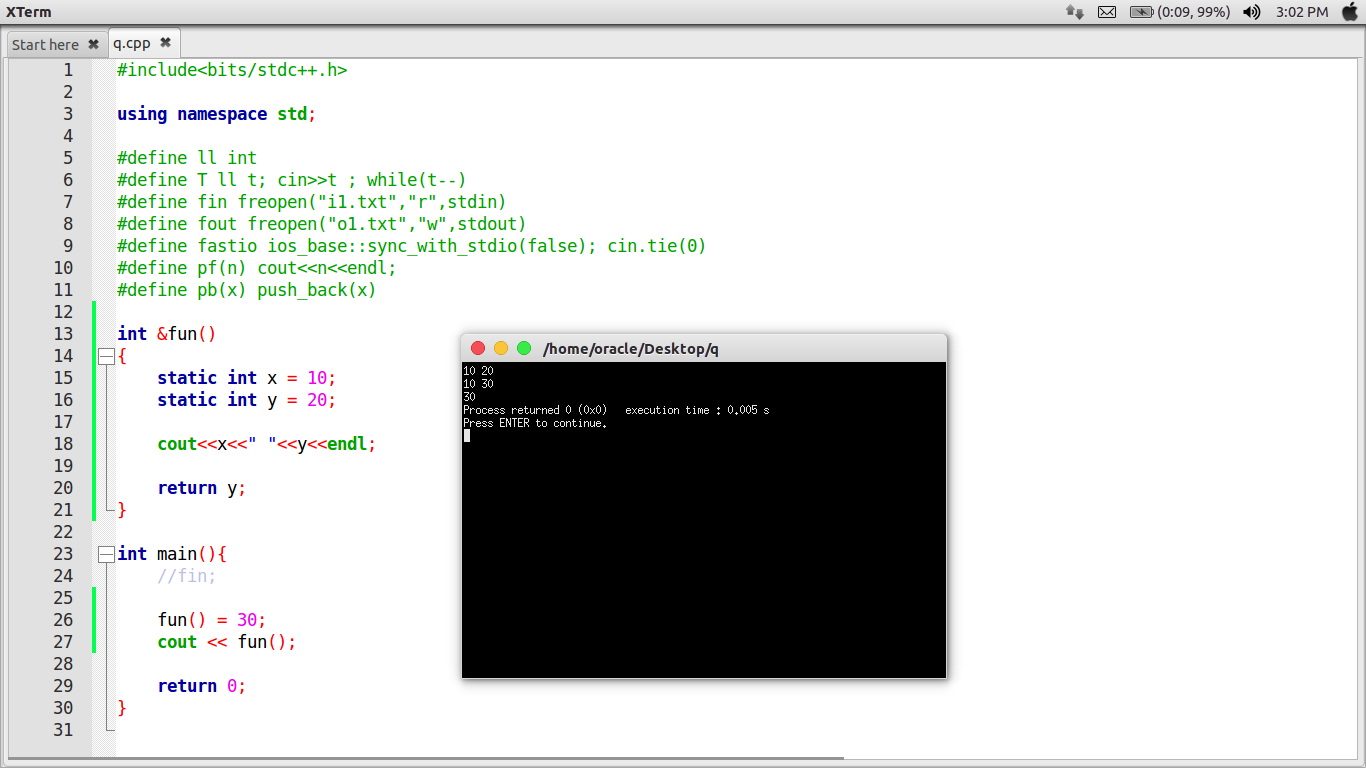 XTerm (0:09, 99%) 3:02 PM
Start here q.cpp
1 #include<bits/stdc++.h>
2
3 using namespace std;
4
5 #define ll int
6 #define T ll t; cin>>t ; while(t--)
7 #define fin freopen("i1.txt","r",stdin)
8 #define fout freopen("o1.txt","w",stdout)
9 #define fastio ios_base::sync_with_stdio(false); cin.tie(0)
10 #define pf(n) cout<<n<<endl;
11 #define pb(x) push_back(x)
12
13 int &fun()
14 {
15 static int x = 10;
16 static int y = 20;
17
18 cout<<x<<" "<<y<<endl;
19
20 return y;
21 }
22
23 int main(){
24 //fin;
25
26 fun() = 30;
27 cout << fun();
28
29 return 0;
30 }
31
/home/oracle/Desktop/q
10 20
10 30
30
Process returned 0 (0x0) execution time : 0.005 s
Press ENTER to continue.